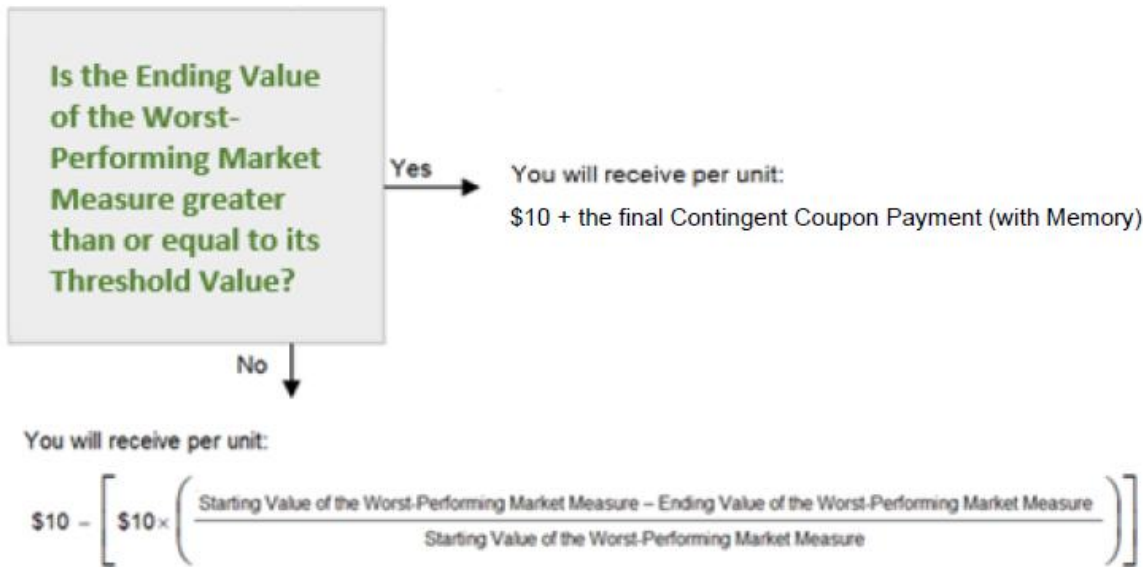 Is the Ending Value
of the Worst-
Performing Market
Measure greater
than or equal to its
Threshold Value?
Yes
You will receive per unit:
$10 + the final Contingent Coupon Payment (with Memory)
No
You will receive per unit:
$10 − [ $10 × ( Starting Value of the Worst-Performing Market Measure – Ending Value of the Worst-Performing Market Measure
Starting Value of the Worst-Performing Market Measure ) ]